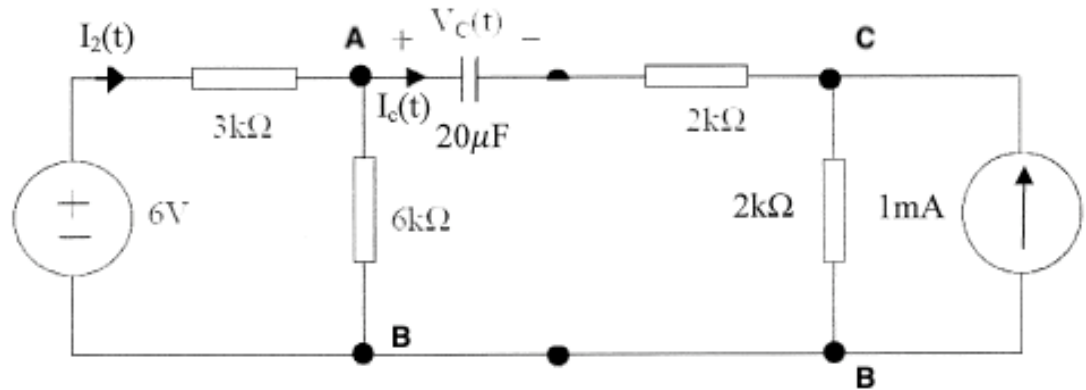 I₂(t) A + V_C(t) − C
3kΩ I_c(t) 20μF 2kΩ
+ − 6V 6kΩ 2kΩ 1mA
B B